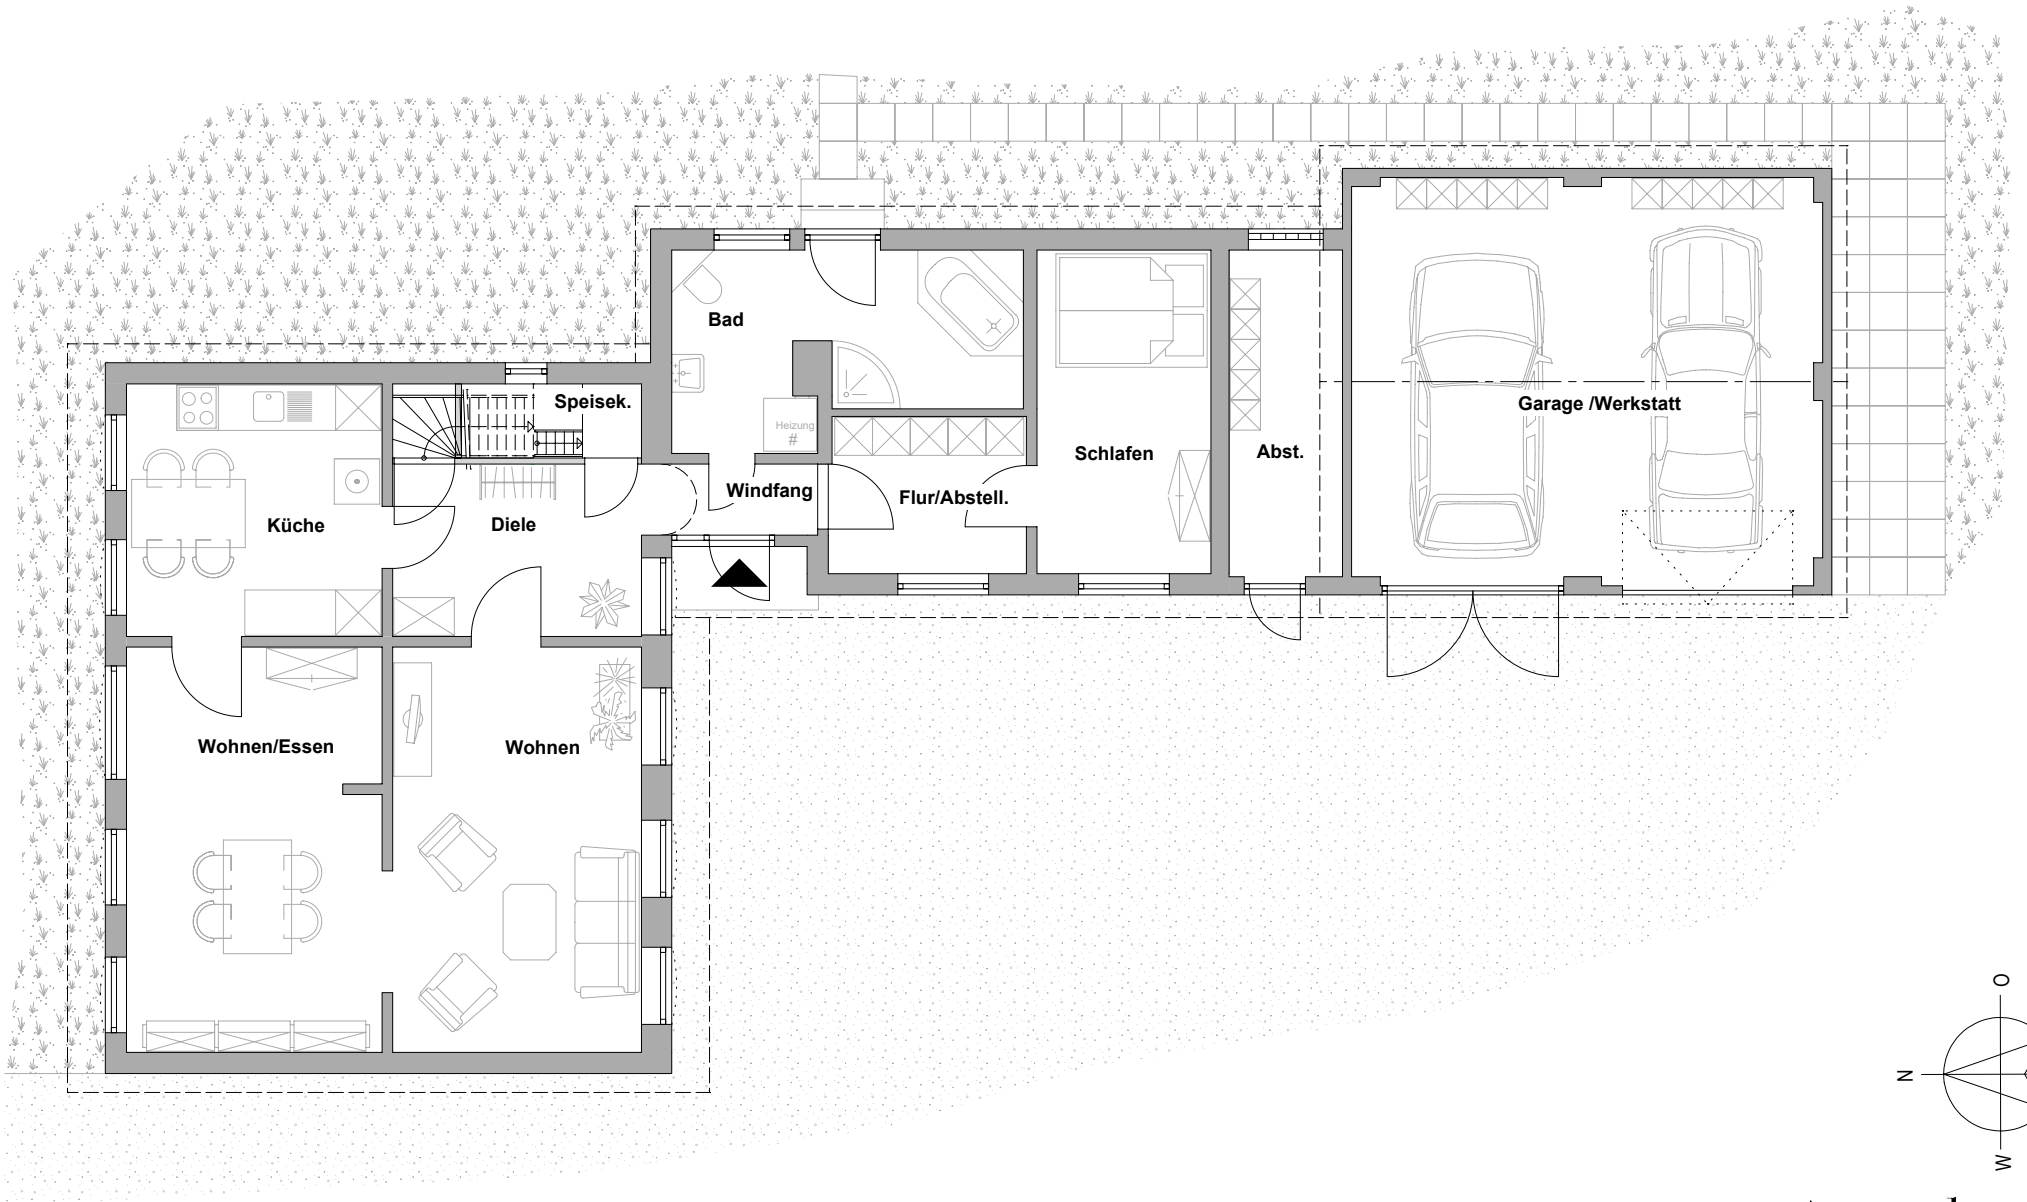 Bad
Speisek.
Heizung
#
Garage /Werkstatt
Schlafen
Abst.
Windfang
Flur/Abstell.
Küche
Diele
Wohnen/Essen
Wohnen
O
N
W